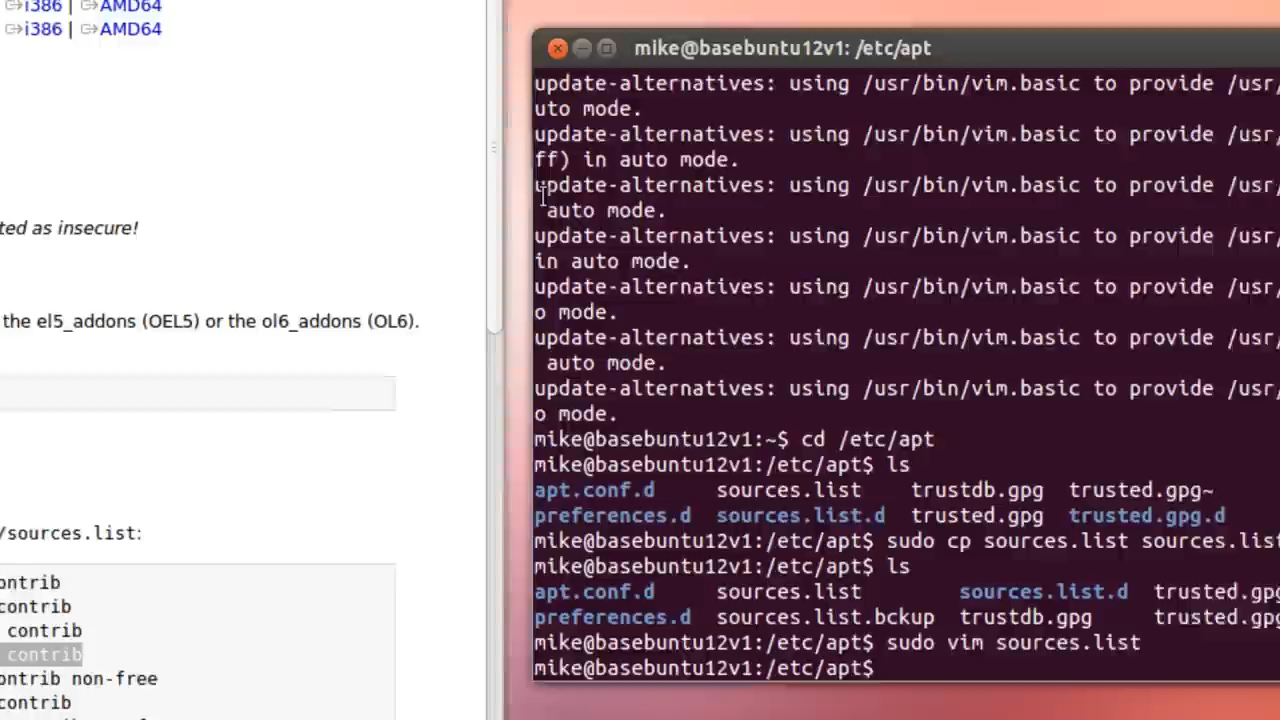 i386 | AMD64
i386 | AMD64
ted as insecure!
the el5_addons (OEL5) or the ol6_addons (OL6).
/sources.list:
ontrib
contrib
contrib
contrib
ontrib non-free
contrib
mike@basebuntu12v1: /etc/apt
update-alternatives: using /usr/bin/vim.basic to provide /usr/
uto mode.
update-alternatives: using /usr/bin/vim.basic to provide /usr/
ff) in auto mode.
update-alternatives: using /usr/bin/vim.basic to provide /usr/
auto mode.
update-alternatives: using /usr/bin/vim.basic to provide /usr/
in auto mode.
update-alternatives: using /usr/bin/vim.basic to provide /usr/
o mode.
update-alternatives: using /usr/bin/vim.basic to provide /usr/
auto mode.
update-alternatives: using /usr/bin/vim.basic to provide /usr/
o mode.
mike@basebuntu12v1:~$ cd /etc/apt
mike@basebuntu12v1:/etc/apt$ ls
apt.conf.d sources.list trustdb.gpg trusted.gpg~
preferences.d sources.list.d trusted.gpg trusted.gpg.d
mike@basebuntu12v1:/etc/apt$ sudo cp sources.list sources.list
mike@basebuntu12v1:/etc/apt$ ls
apt.conf.d sources.list sources.list.d trusted.gpg
preferences.d sources.list.bckup trustdb.gpg trusted.gpg
mike@basebuntu12v1:/etc/apt$ sudo vim sources.list
mike@basebuntu12v1:/etc/apt$